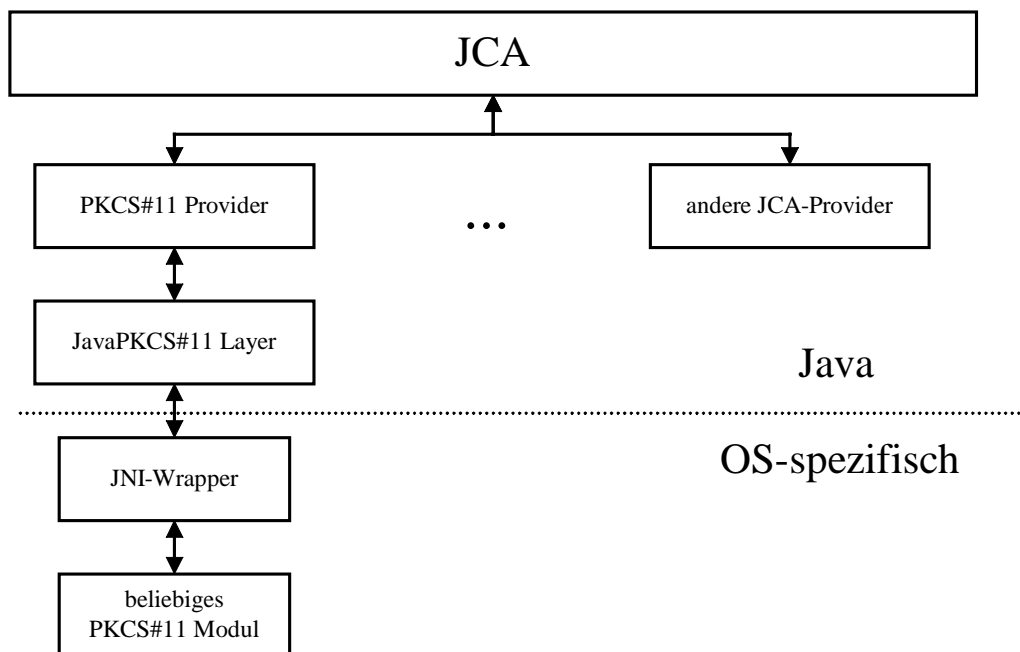 JCA
PKCS#11 Provider
...
andere JCA-Provider
JavaPKCS#11 Layer
Java
OS-spezifisch
JNI-Wrapper
beliebiges
PKCS#11 Modul